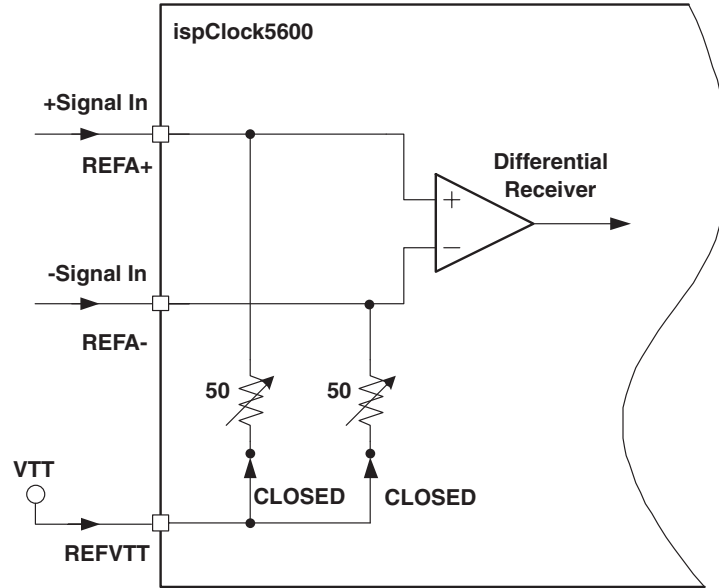 ispClock5600
+Signal In
REFA+
Differential
Receiver
+
−
-Signal In
REFA-
50
50
VTT
CLOSED
CLOSED
REFVTT